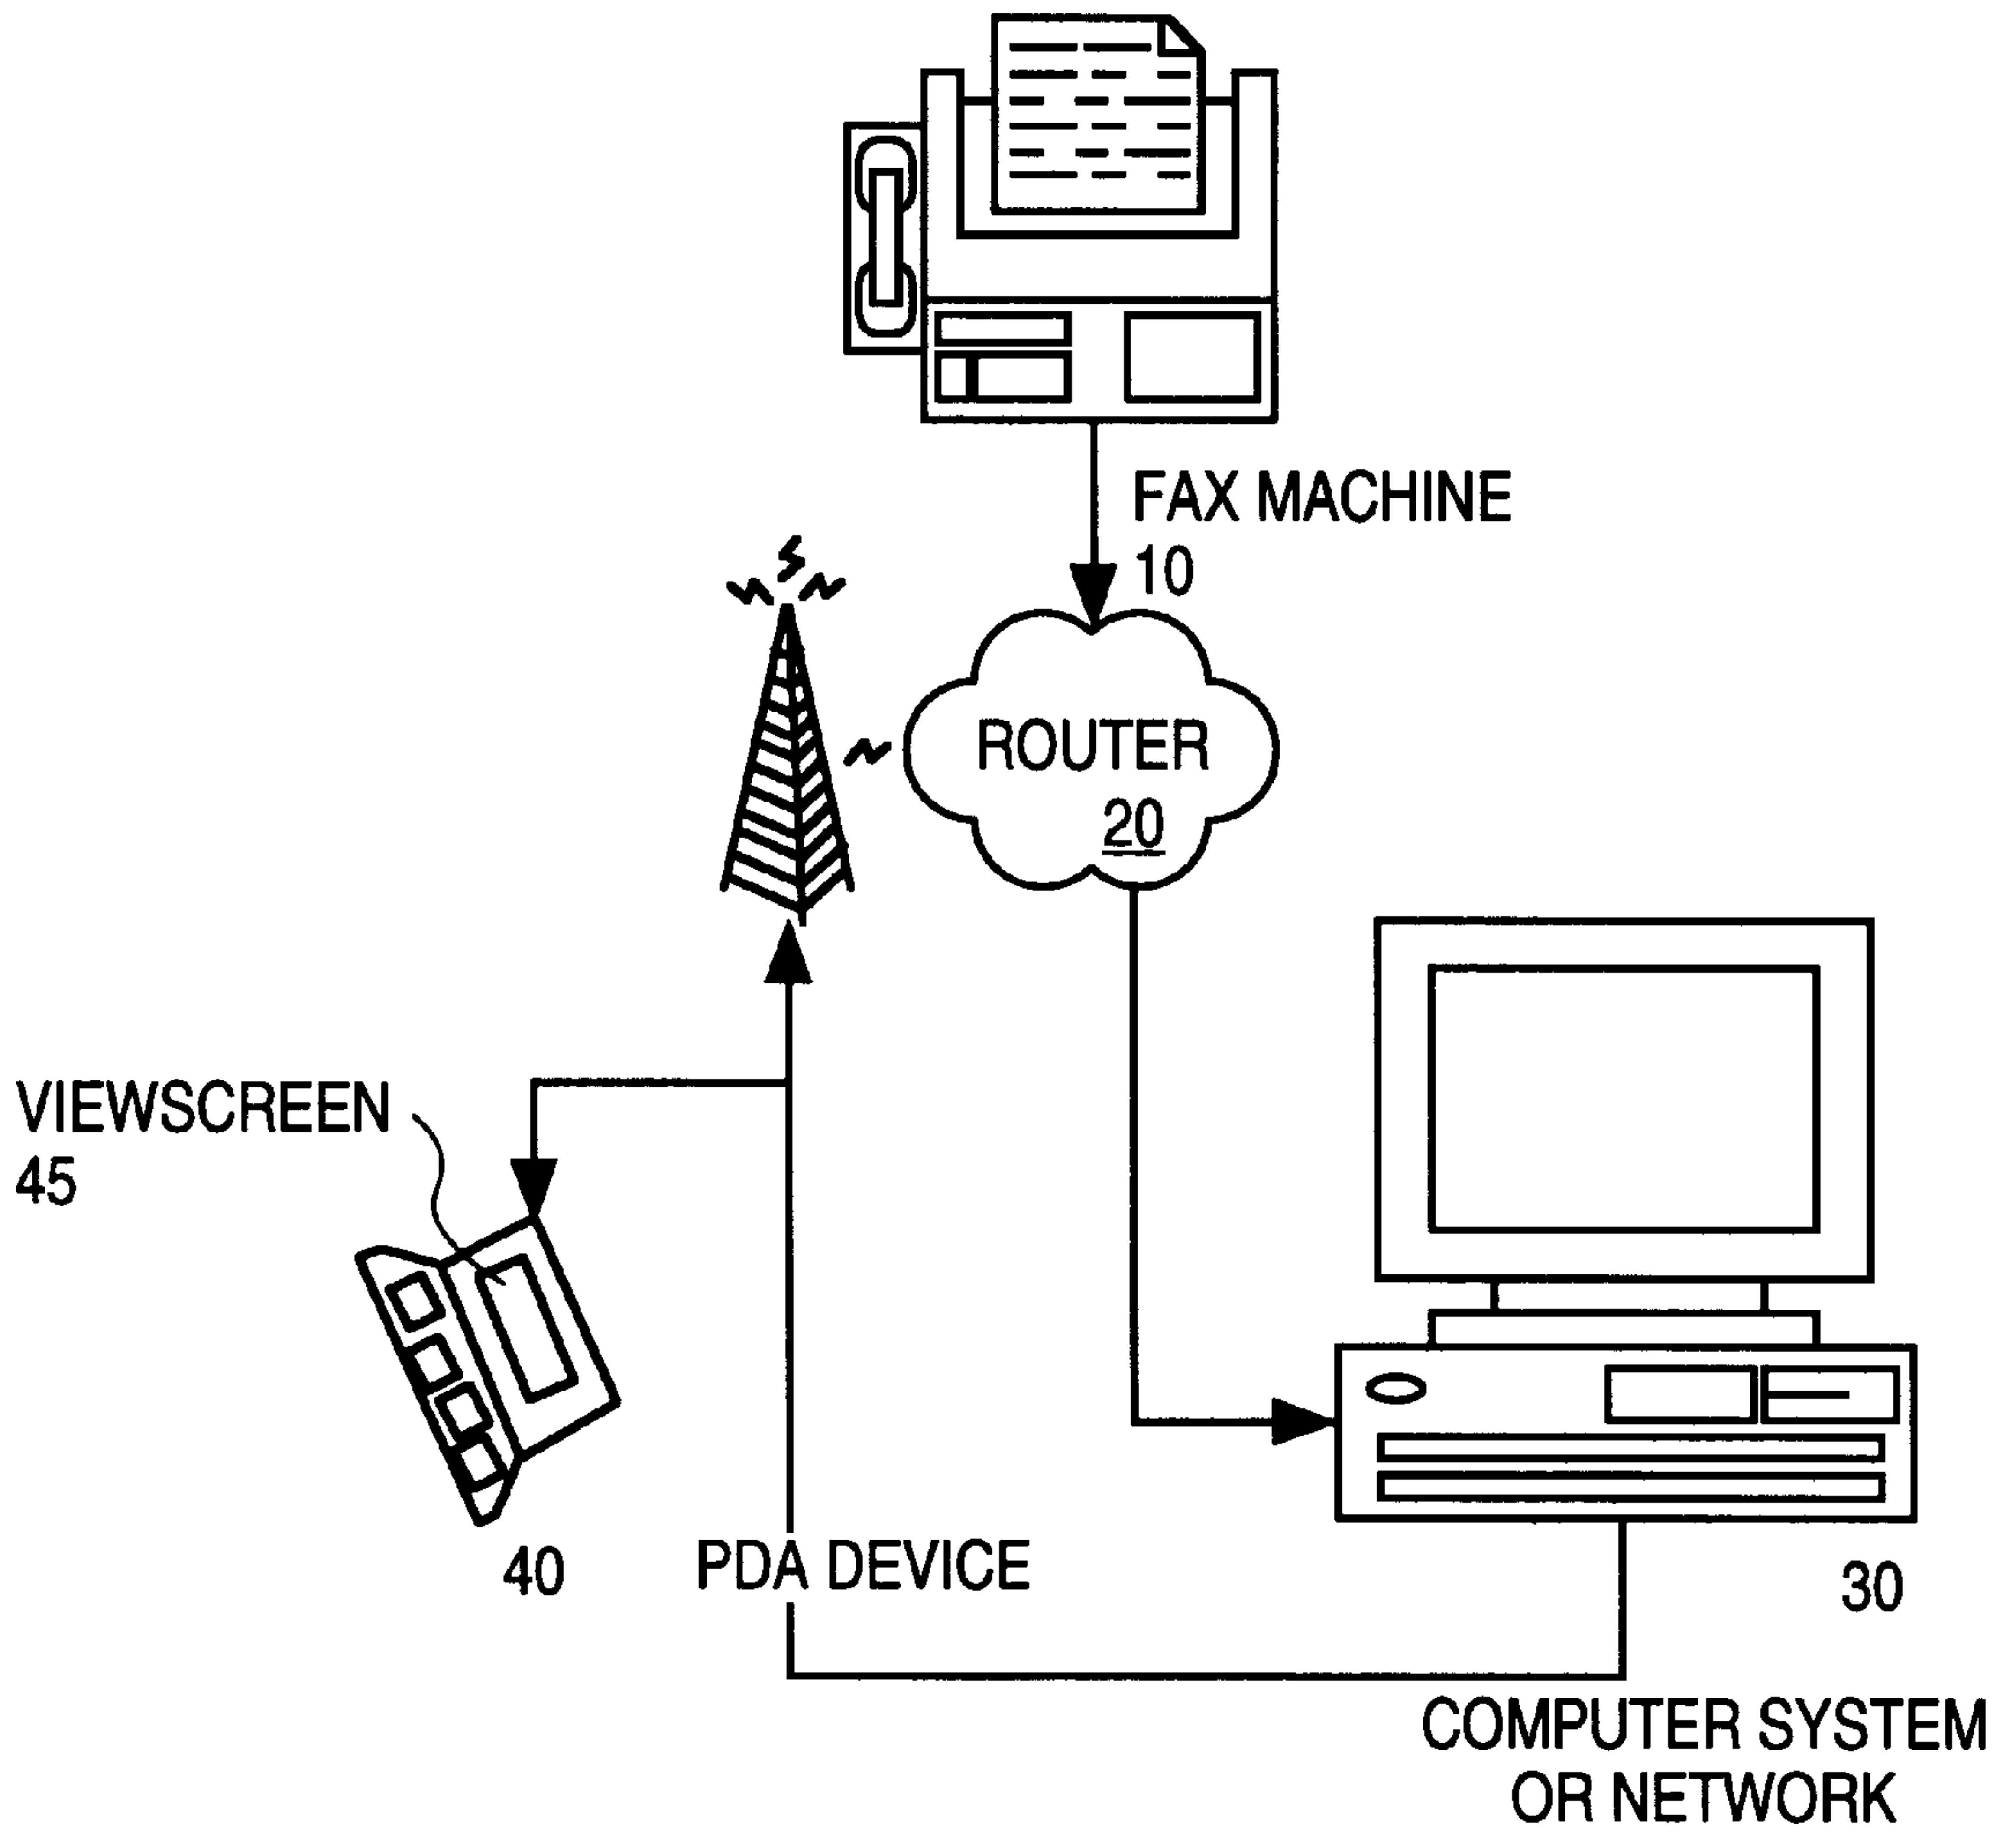 FAX MACHINE
10
ROUTER
20
VIEWSCREEN
45
40
PDA DEVICE
30
COMPUTER SYSTEM
OR NETWORK